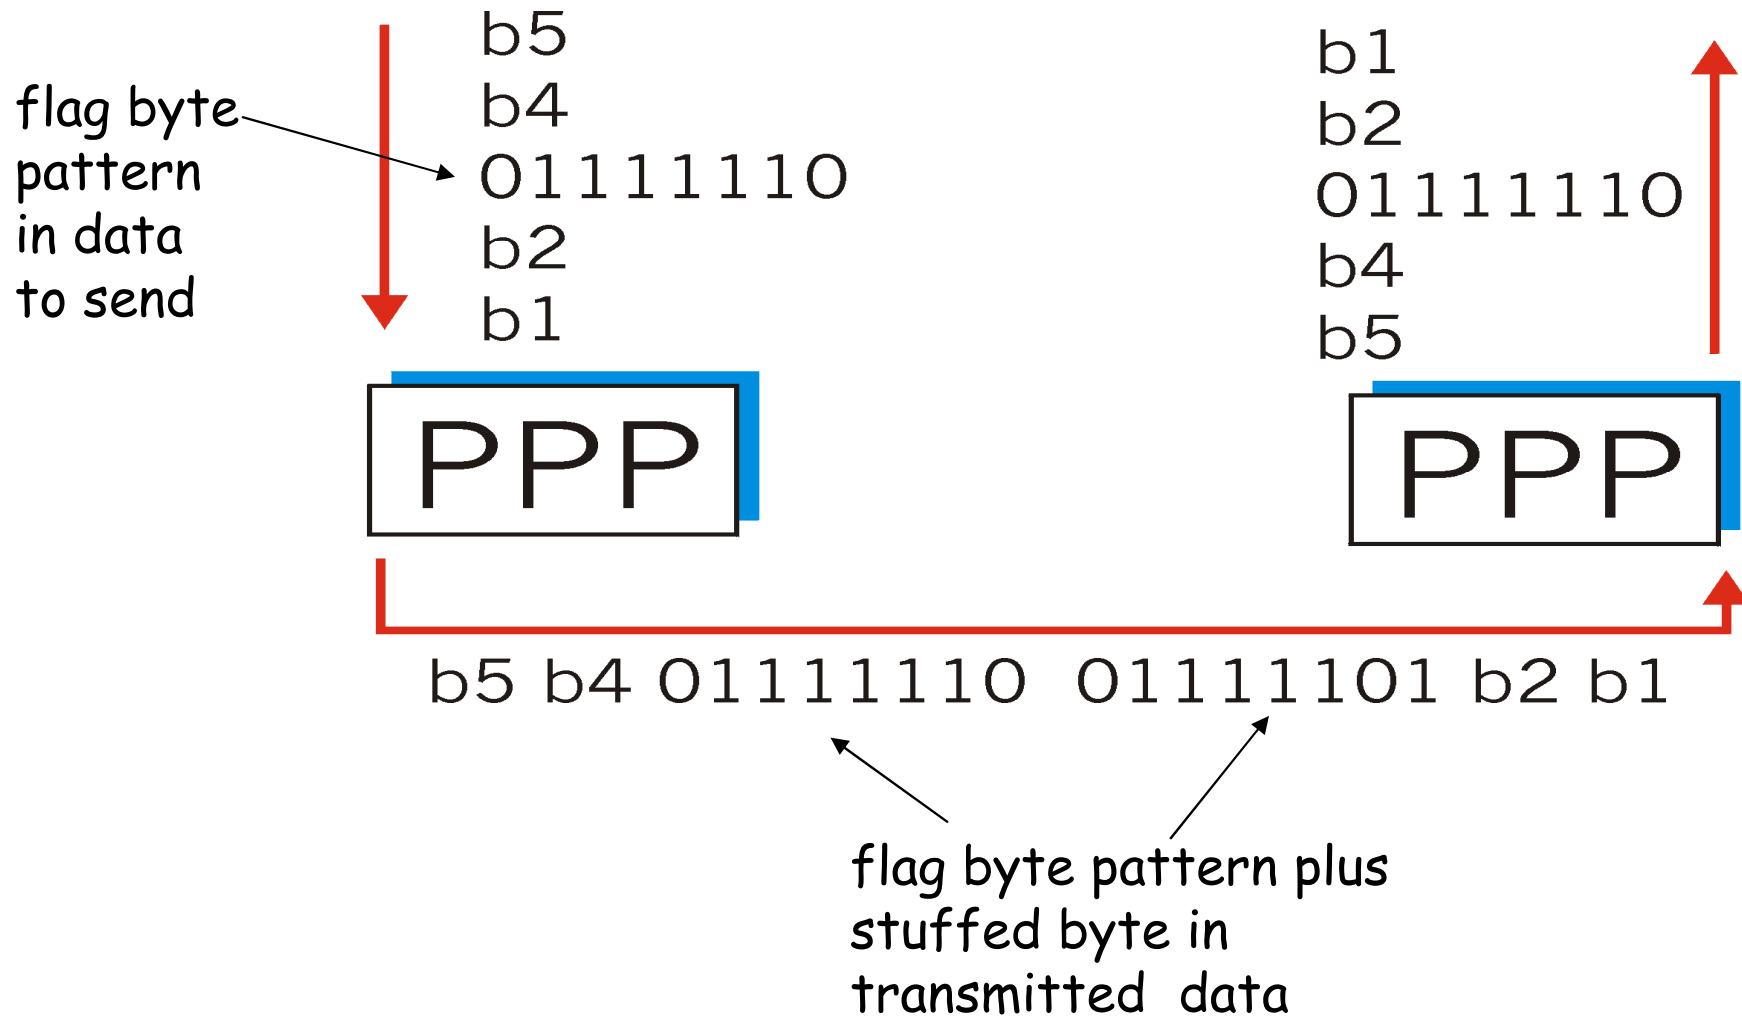 flag byte
pattern
in data
to send
b5
b4
01111110
b2
b1
PPP
b1
b2
01111110
b4
b5
PPP
b5 b4 01111110 01111101 b2 b1
flag byte pattern plus
stuffed byte in
transmitted data